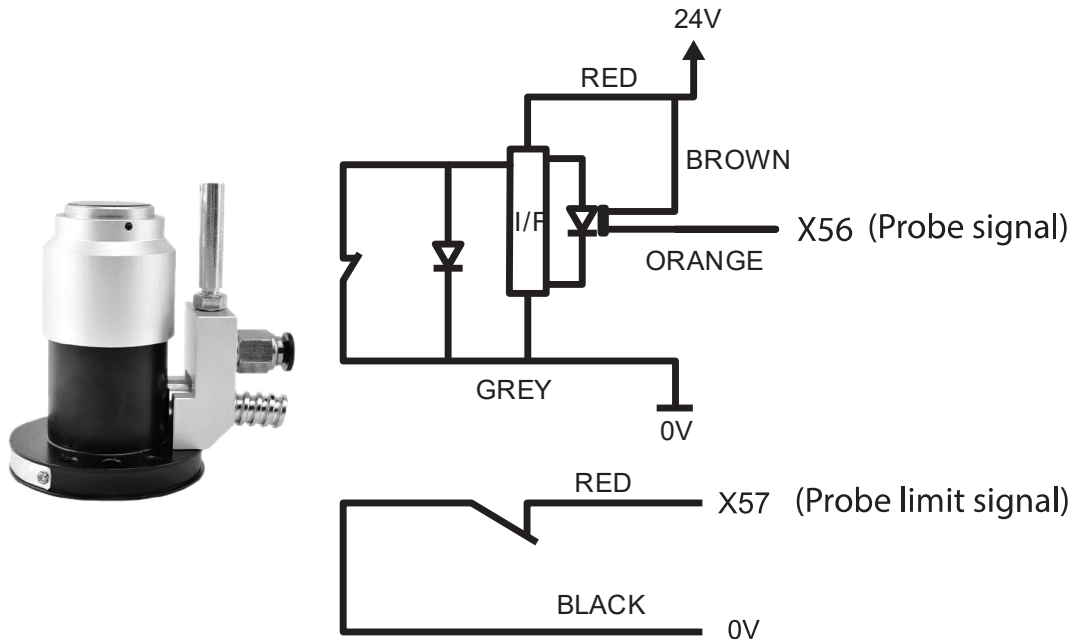 24V
RED
BROWN
I/F
X56 (Probe signal)
ORANGE
GREY
0V
RED
X57 (Probe limit signal)
BLACK
0V